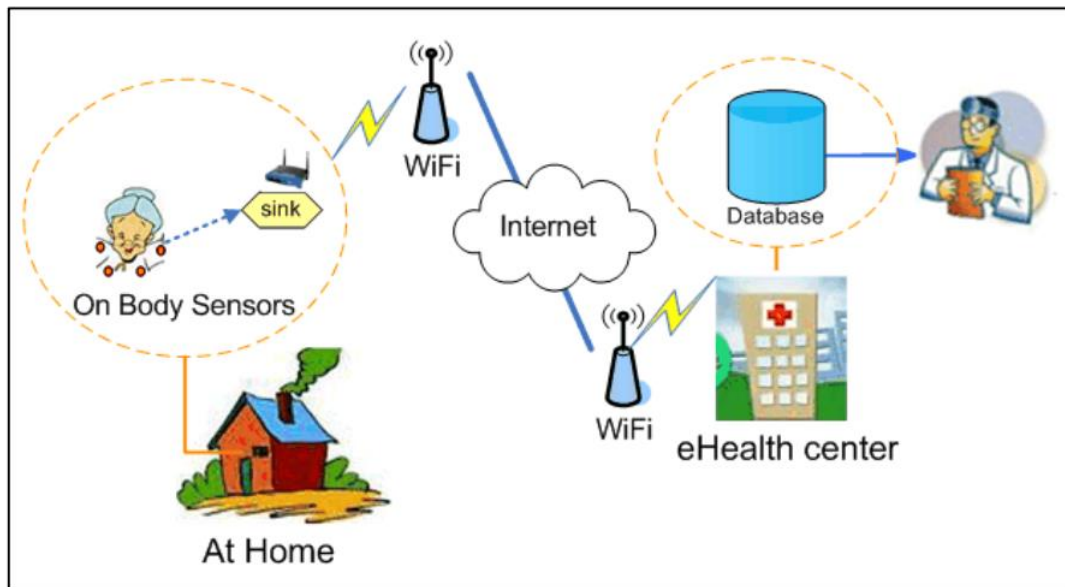 WiFi
sink
On Body Sensors
At Home
Internet
WiFi
Database
eHealth center